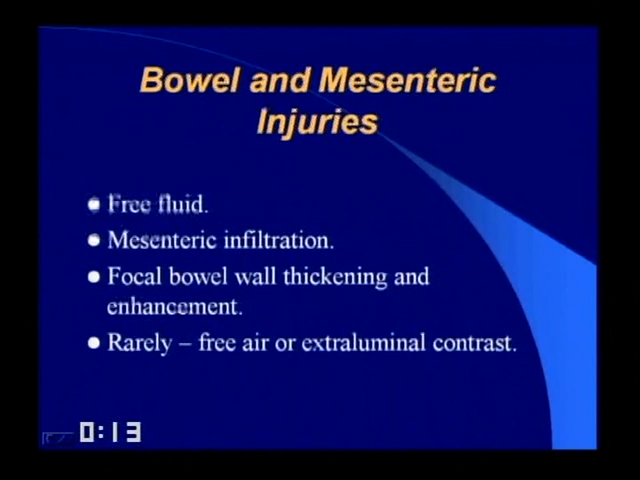 Bowel and Mesenteric
Injuries
● Free fluid.
● Mesenteric infiltration.
● Focal bowel wall thickening and
enhancement.
● Rarely – free air or extraluminal contrast.
0:13